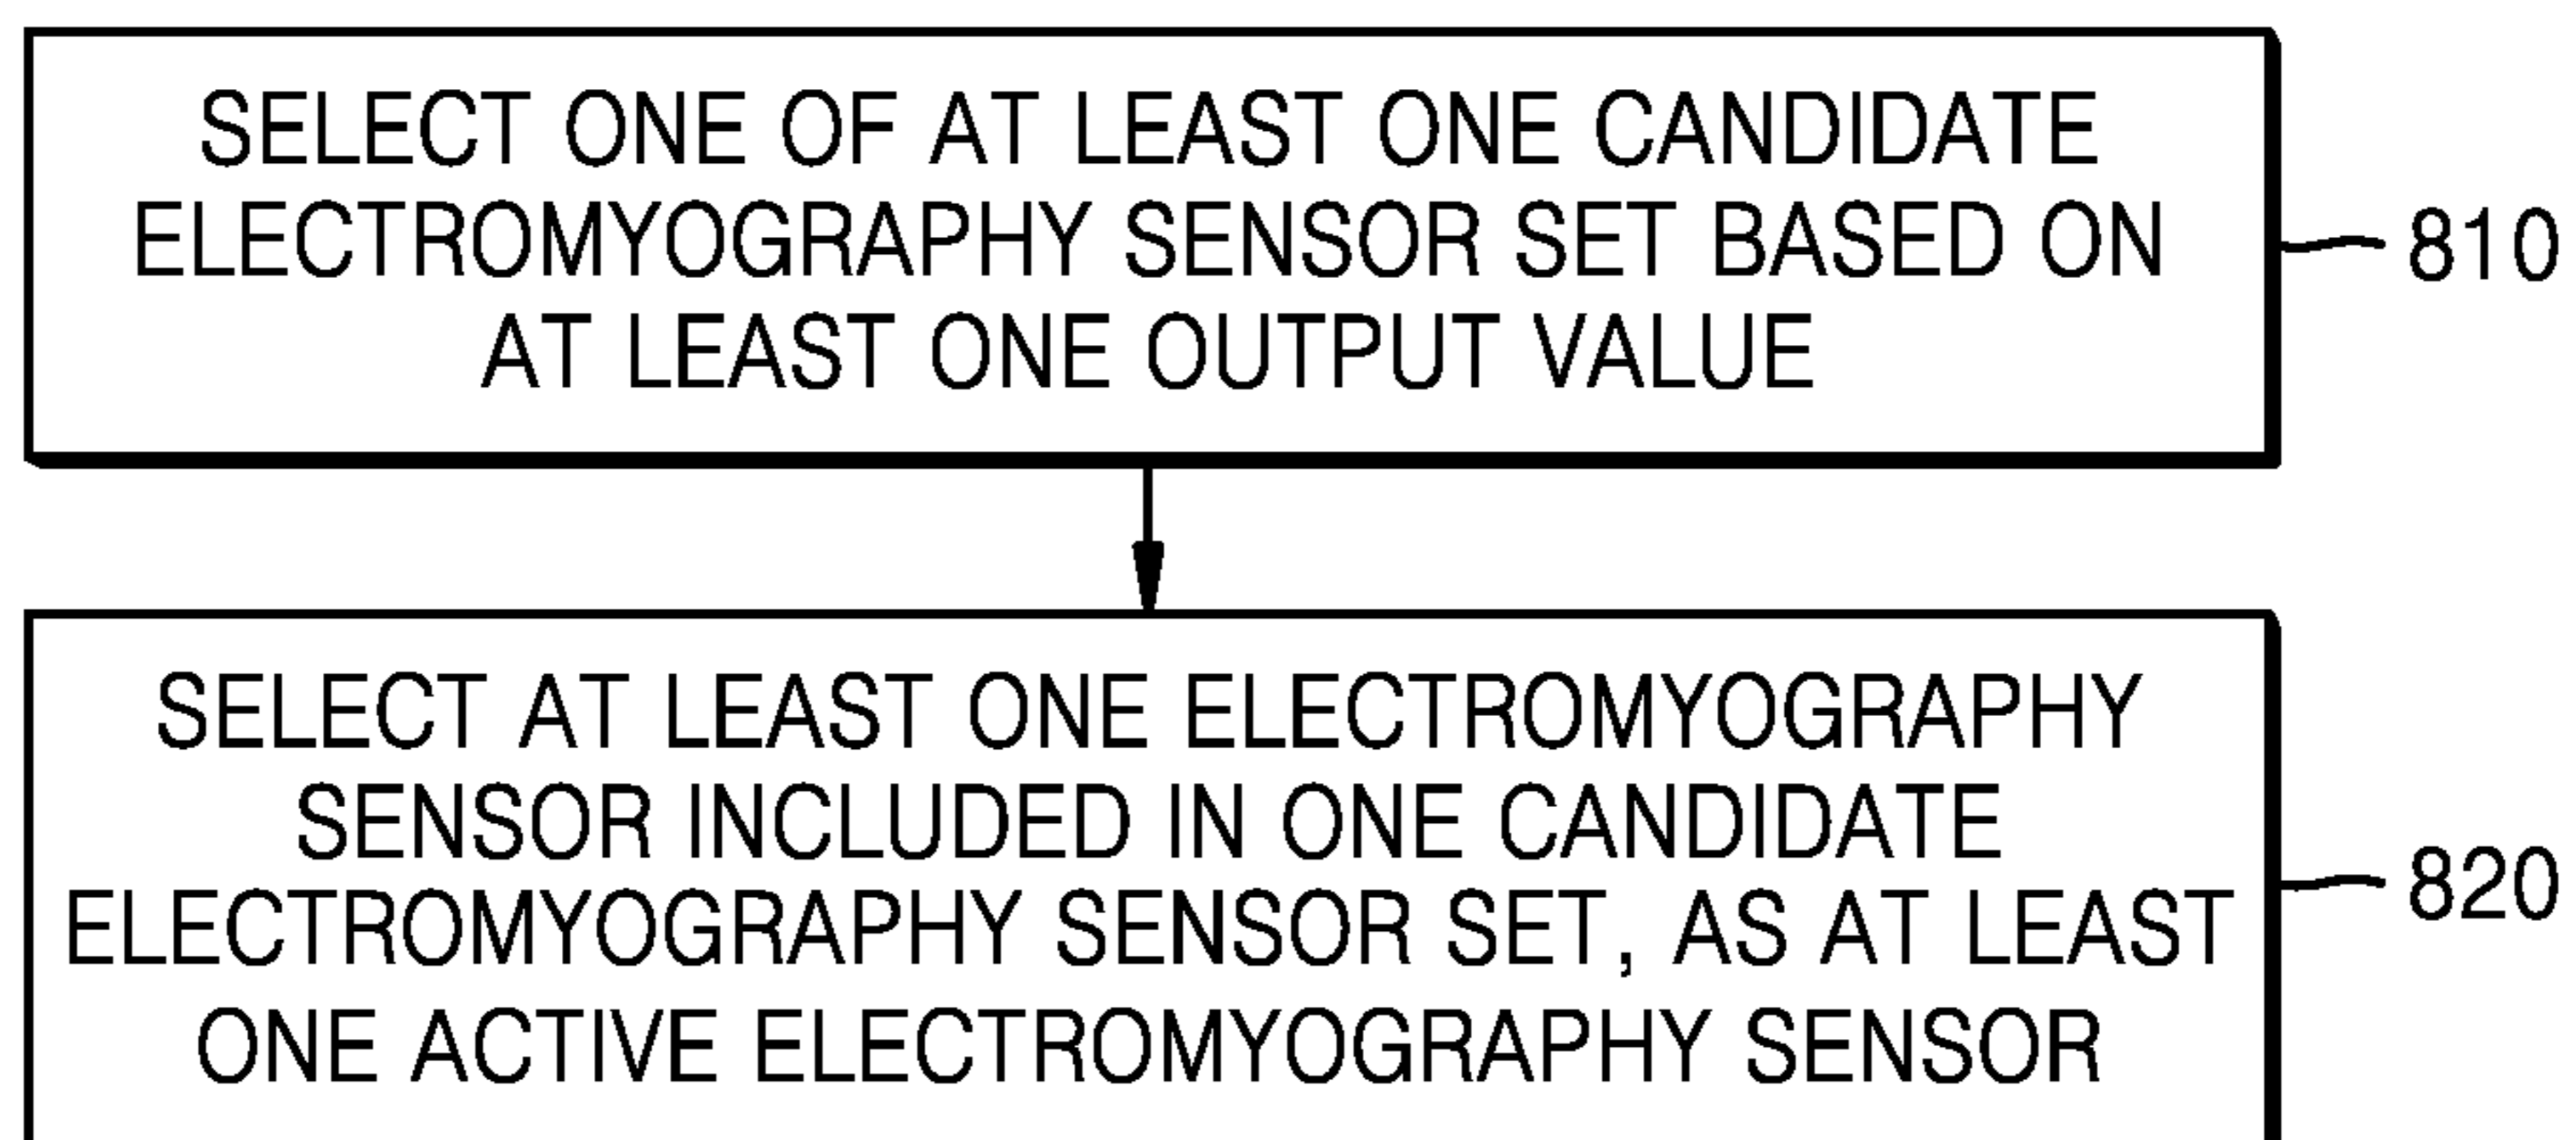 SELECT ONE OF AT LEAST ONE CANDIDATE
ELECTROMYOGRAPHY SENSOR SET BASED ON
AT LEAST ONE OUTPUT VALUE
810
SELECT AT LEAST ONE ELECTROMYOGRAPHY
SENSOR INCLUDED IN ONE CANDIDATE
ELECTROMYOGRAPHY SENSOR SET, AS AT LEAST
ONE ACTIVE ELECTROMYOGRAPHY SENSOR
820